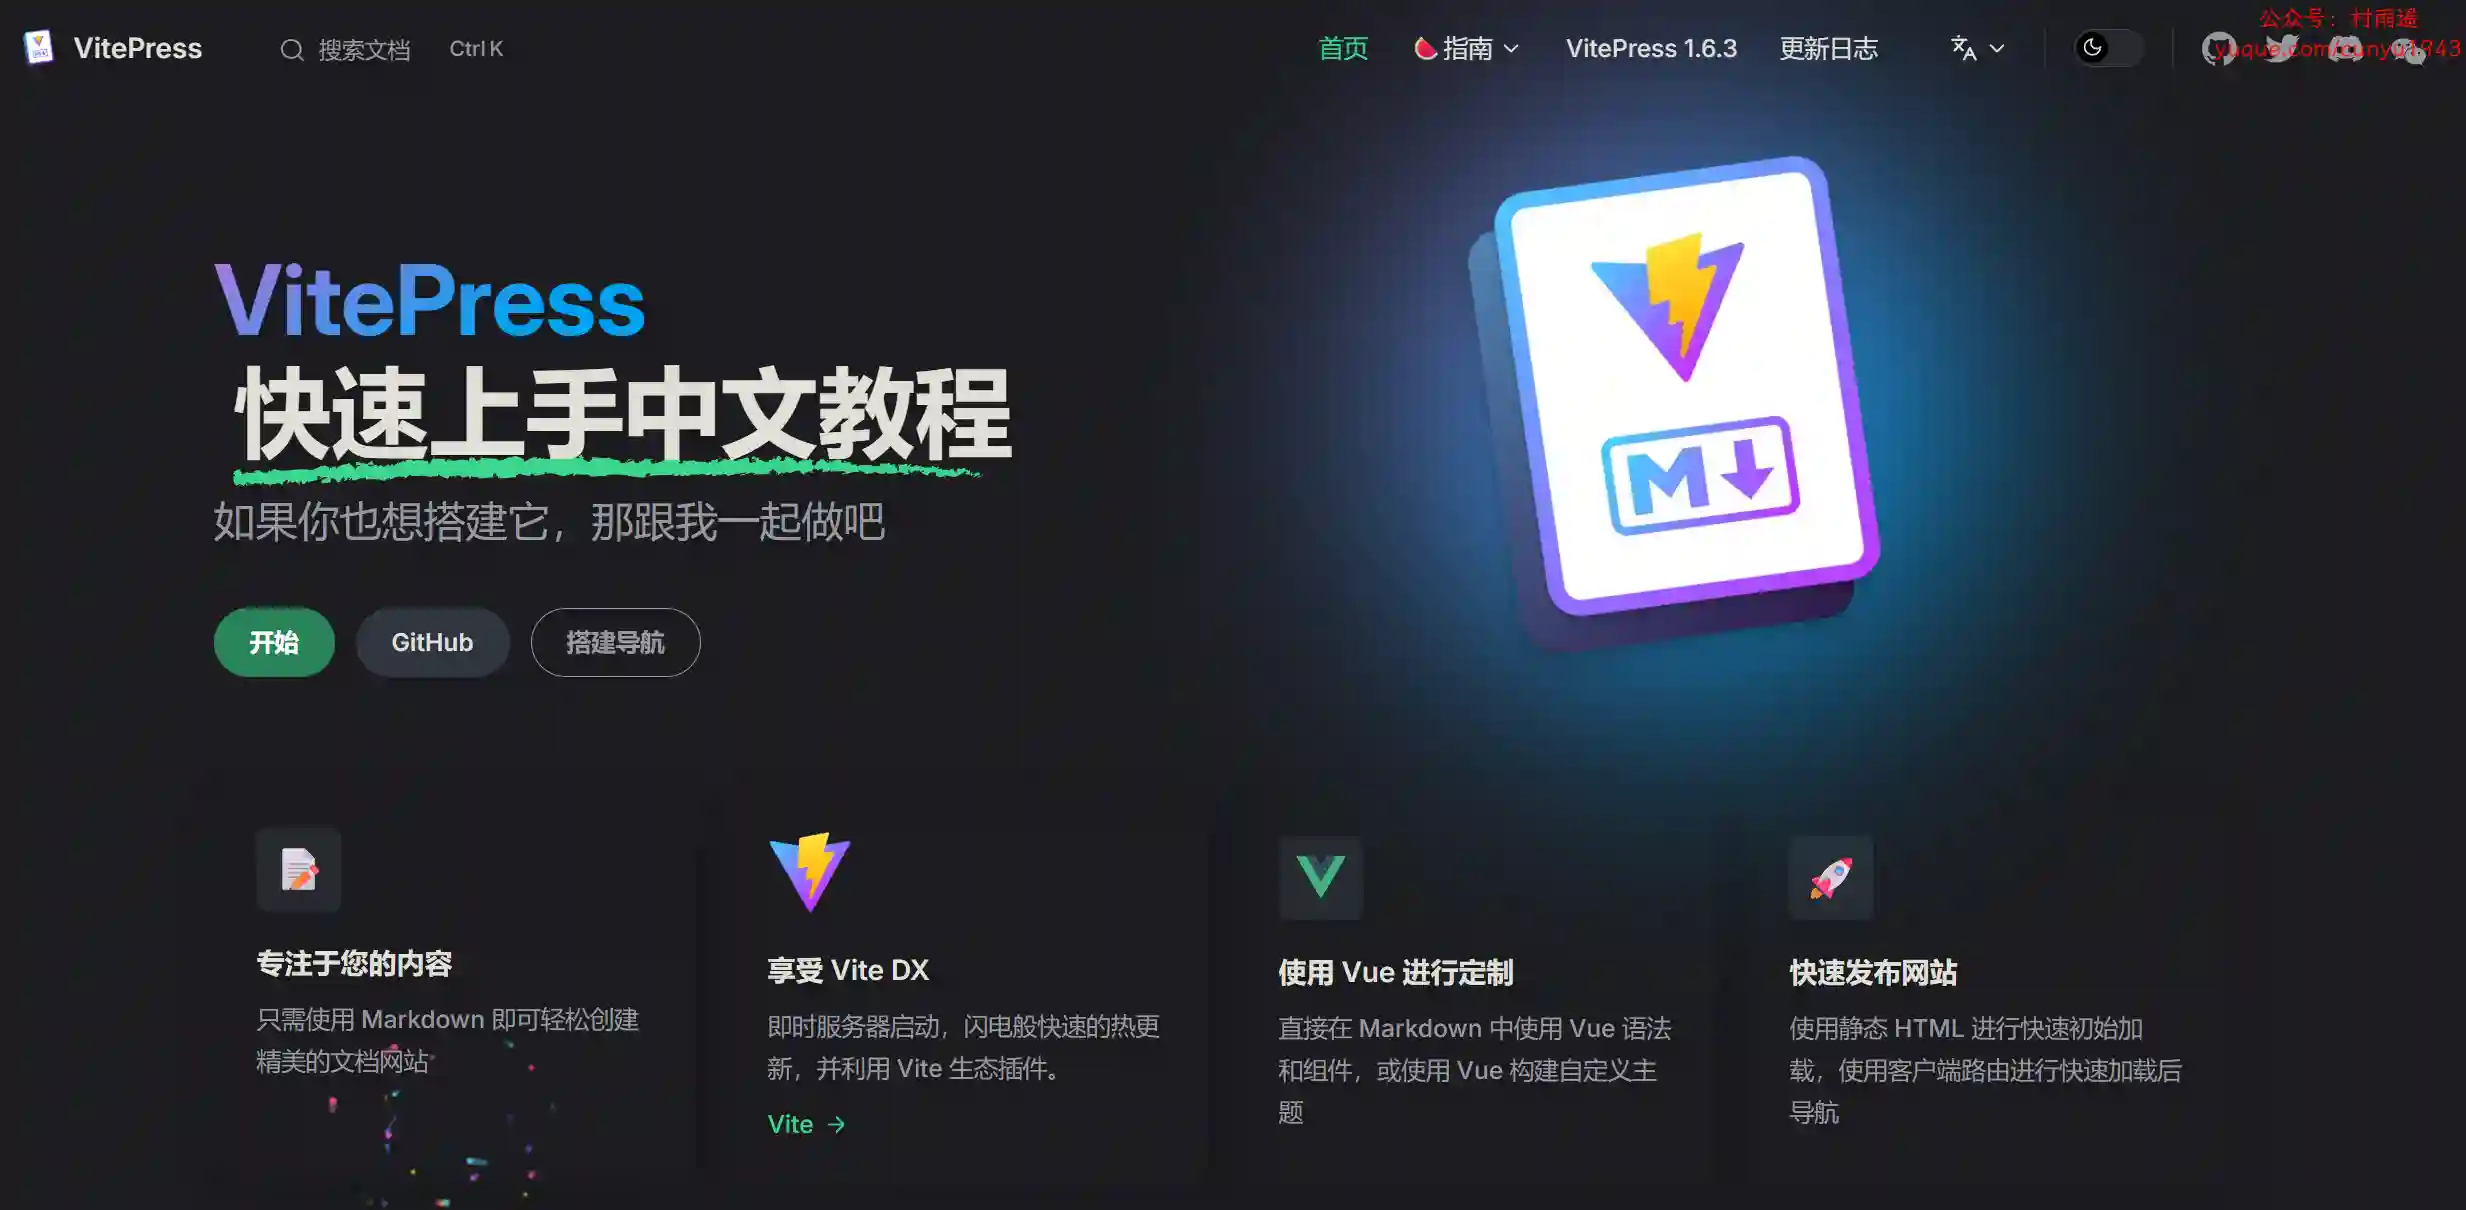 VitePress
搜索文档
Ctrl K
首页
指南
VitePress 1.6.3
更新日志
公众号：村雨遥
yuque.com/cunyu1943
VitePress
快速上手中文教程
如果你也想搭建它，那跟我一起做吧
开始
GitHub
搭建导航
M
专注于您的内容
只需使用 Markdown 即可轻松创建
精美的文档网站
享受 Vite DX
即时服务器启动，闪电般快速的热更
新，并利用 Vite 生态插件。
Vite →
使用 Vue 进行定制
直接在 Markdown 中使用 Vue 语法
和组件，或使用 Vue 构建自定义主
题
快速发布网站
使用静态 HTML 进行快速初始加
载，使用客户端路由进行快速加载后
导航